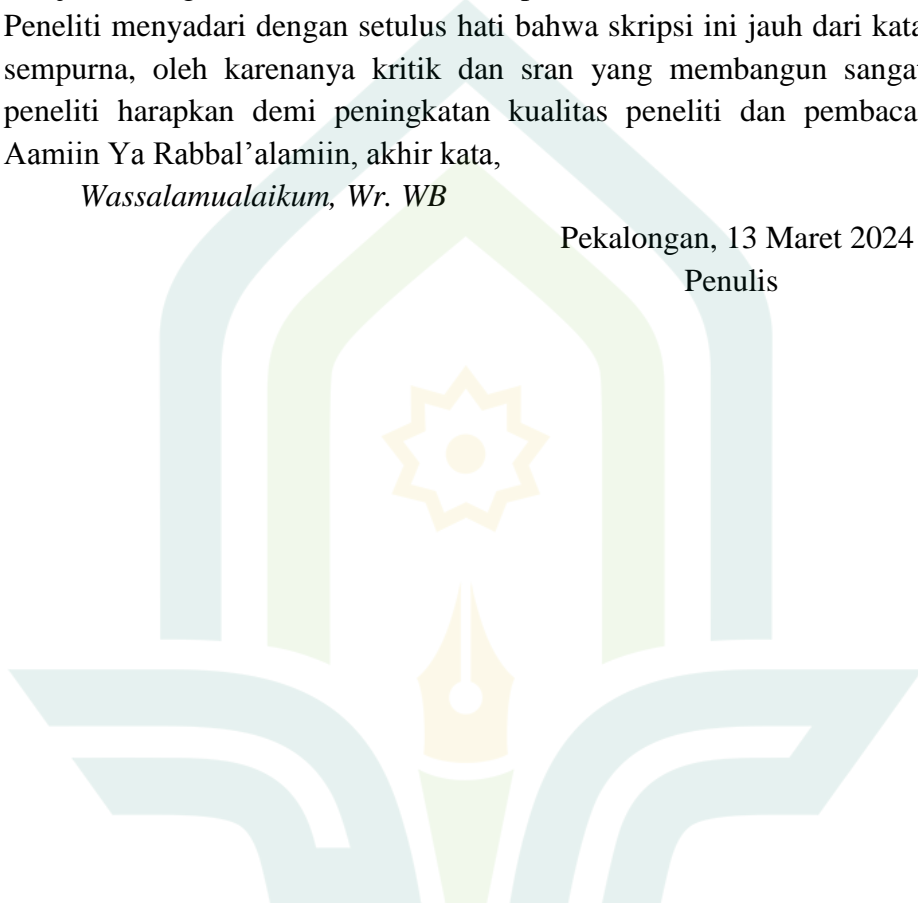 Peneliti menyadari dengan setulus hati bahwa skripsi ini jauh dari kata
sempurna, oleh karenanya kritik dan sran yang membangun sangat
peneliti harapkan demi peningkatan kualitas peneliti dan pembaca
Aamiin Ya Rabbal’alamiin, akhir kata,
Wassalamualaikum, Wr. WB
Pekalongan, 13 Maret 2024
Penulis